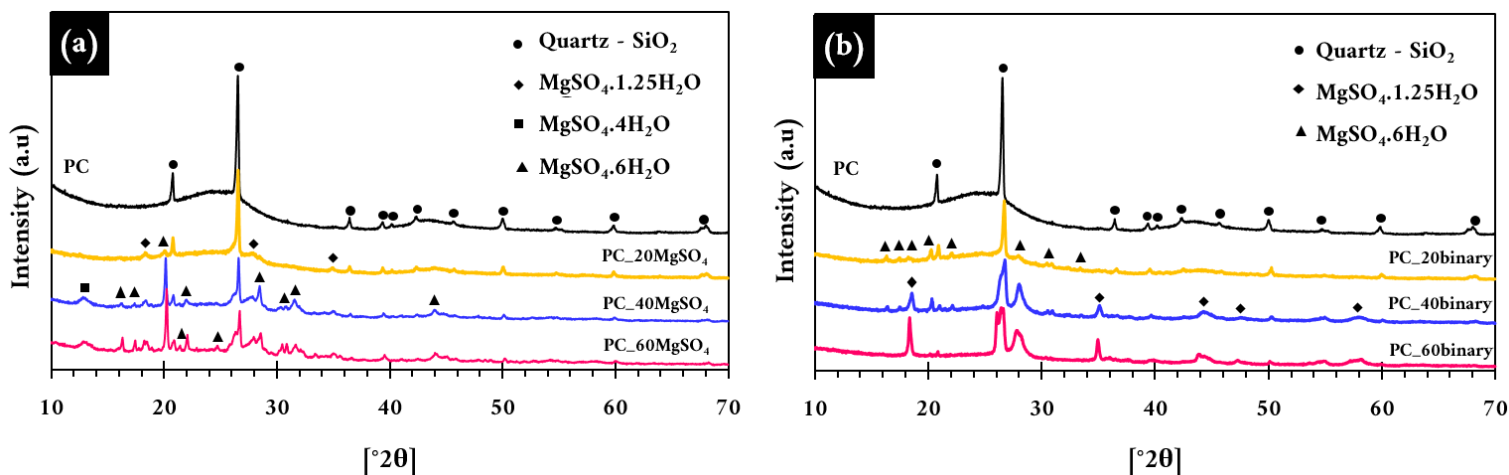 (a)
Quartz - SiO₂
MgSO₄.1.25H₂O
MgSO₄.4H₂O
MgSO₄.6H₂O
Intensity (a.u)
PC
PC_20MgSO₄
PC_40MgSO₄
PC_60MgSO₄
10 20 30 40 50 60 70
[°2θ]
(b)
Quartz - SiO₂
MgSO₄.1.25H₂O
MgSO₄.6H₂O
Intensity (a.u)
PC
PC_20binary
PC_40binary
PC_60binary
10 20 30 40 50 60 70
[°2θ]